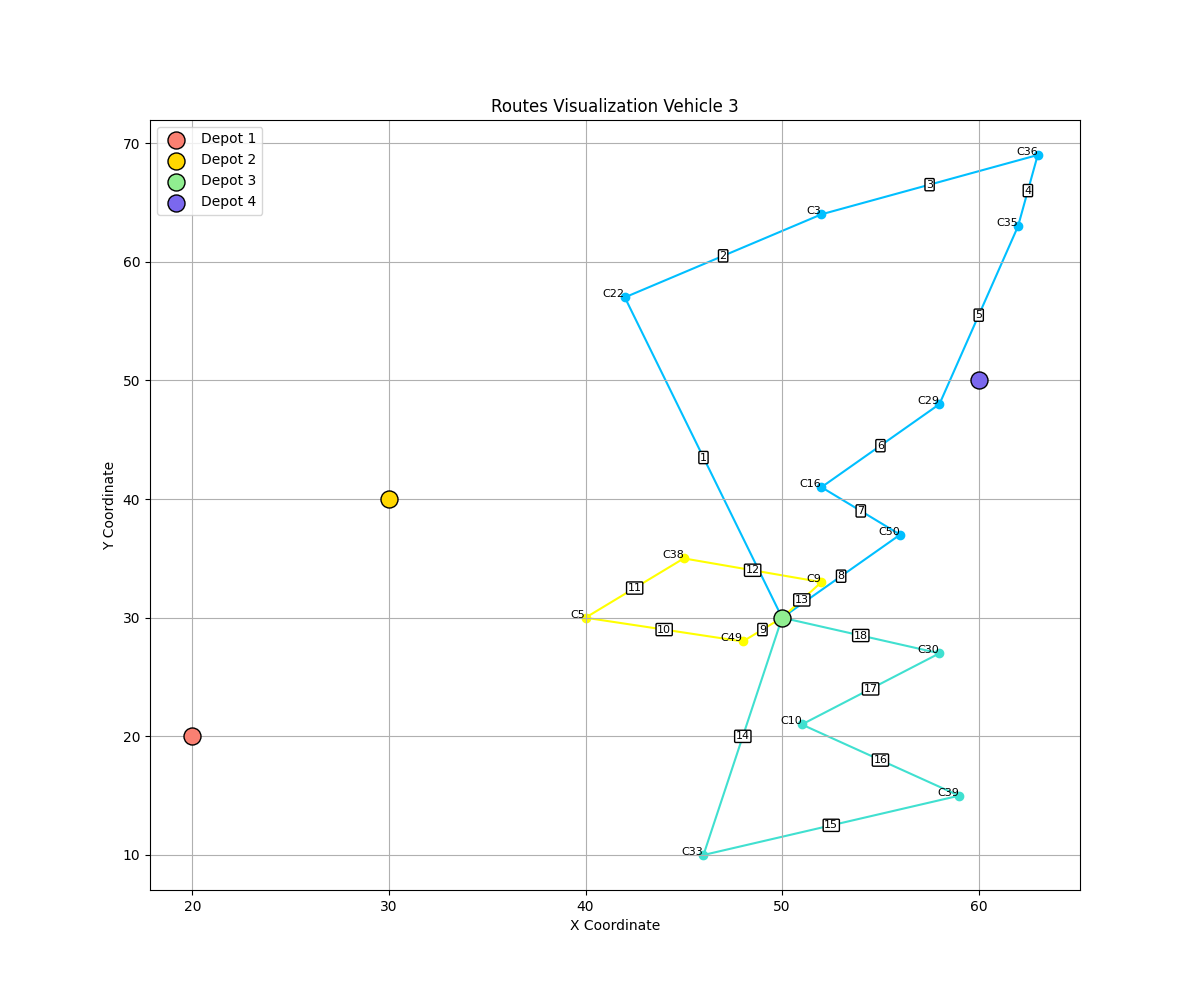 Routes Visualization Vehicle 3
Depot 1
Depot 2
Depot 3
Depot 4
Y Coordinate
70
60
50
40
30
20
10
C36
3
4
C3
C35
2
C22
5
C29
6
1
C16
7
C50
8
C38
12
C9
11
13
C5
10
C49
9
18
C30
17
C10
14
16
C39
15
C33
20
30
40
50
60
X Coordinate